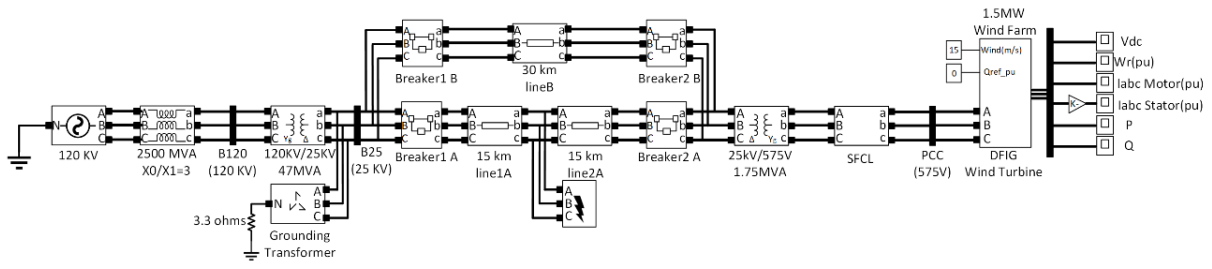 1.5MW
Wind Farm
A a
B b
C c
Breaker1 B
A a
B b
C c
30 km
lineB
A a
B b
C c
Breaker2 B
15
Wind(m/s)
0
Qref_pu
A
B
C
DFIG
Wind Turbine
Vdc
Wr(pu)
Iabc Motor(pu)
K-
Iabc Stator(pu)
P
Q
N
A
B
C
120 KV
A a
B b
C c
2500 MVA
X0/X1=3
B120
(120 KV)
A a
B b
C c
Yg Δ
120KV/25KV
47MVA
B25
(25 KV)
A a
B b
C c
Breaker1 A
A a
B b
C c
15 km
line1A
A a
B b
C c
15 km
line2A
A a
B b
C c
Breaker2 A
A a
B b
C c
Δ Yg
25kV/575V
1.75MVA
A a
B b
C c
SFCL
PCC
(575V)
N
A
B
C
3.3 ohms
Grounding
Transformer
A
B
C